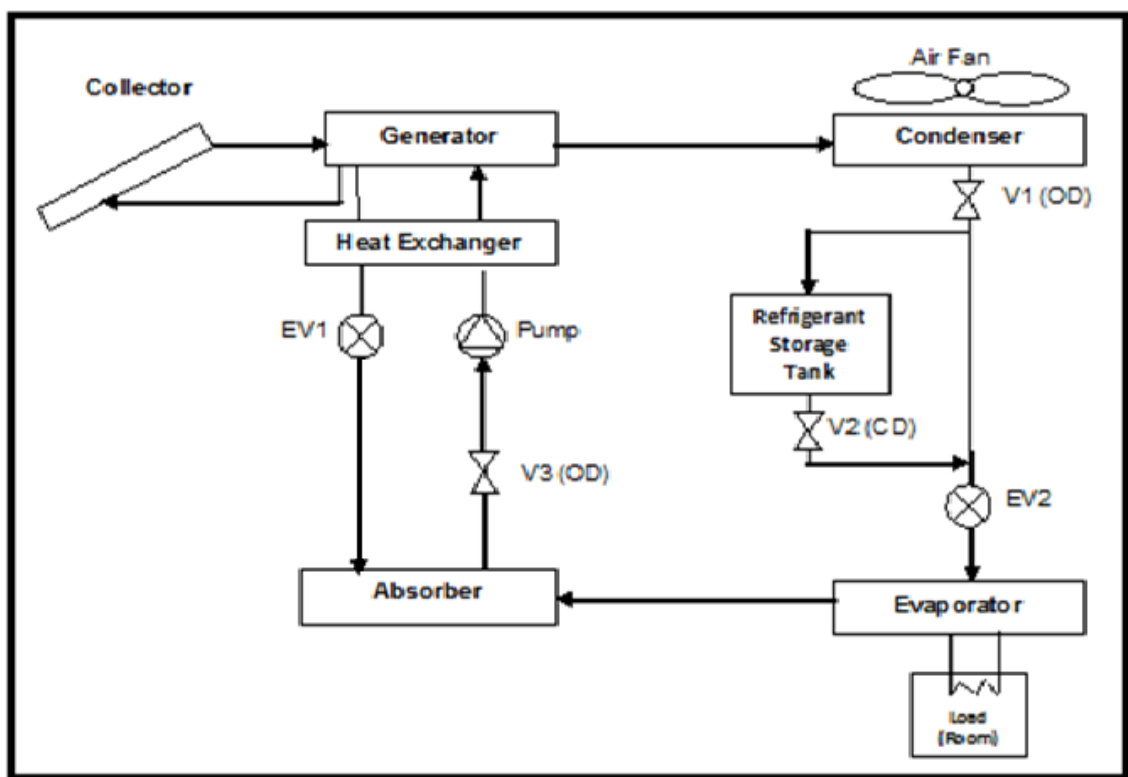 Air Fan
Collector
Generator
Condenser
V1 (OD)
Heat Exchanger
Refrigerant
Storage
Tank
EV1
Pump
V2 (CD)
V3 (OD)
EV2
Absorber
Evaporator
Load
(Room)